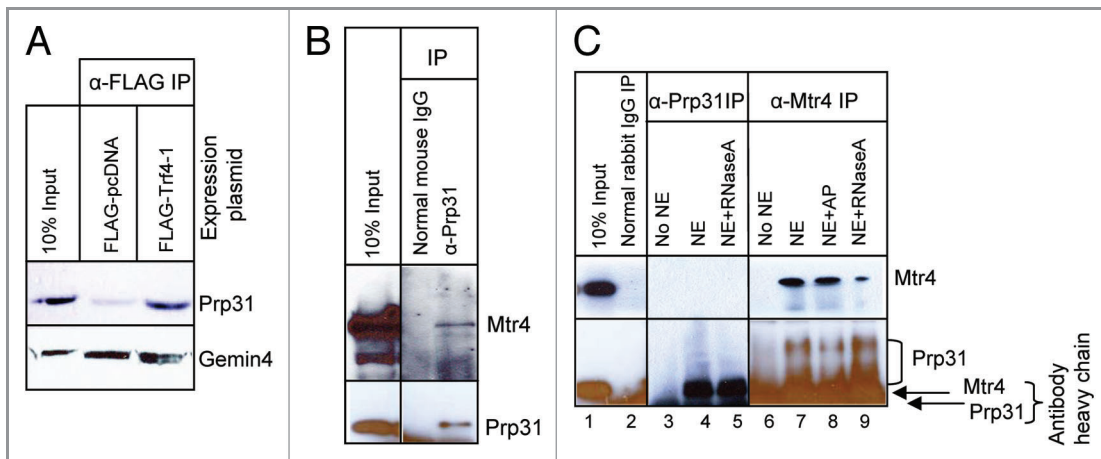 A
α-FLAG IP
10% Input
FLAG-pcDNA
FLAG-Trf4-1
Expression
plasmid
Prp31
Gemin4
B
IP
10% Input
Normal mouse IgG
α-Prp31
Mtr4
Prp31
C
α-Prp31IP
α-Mtr4 IP
10% Input
Normal rabbit IgG IP
No NE
NE
NE+RNaseA
No NE
NE
NE+AP
NE+RNaseA
Mtr4
Prp31
Mtr4
Prp31
Antibody
heavy chain
1 2 3 4 5 6 7 8 9